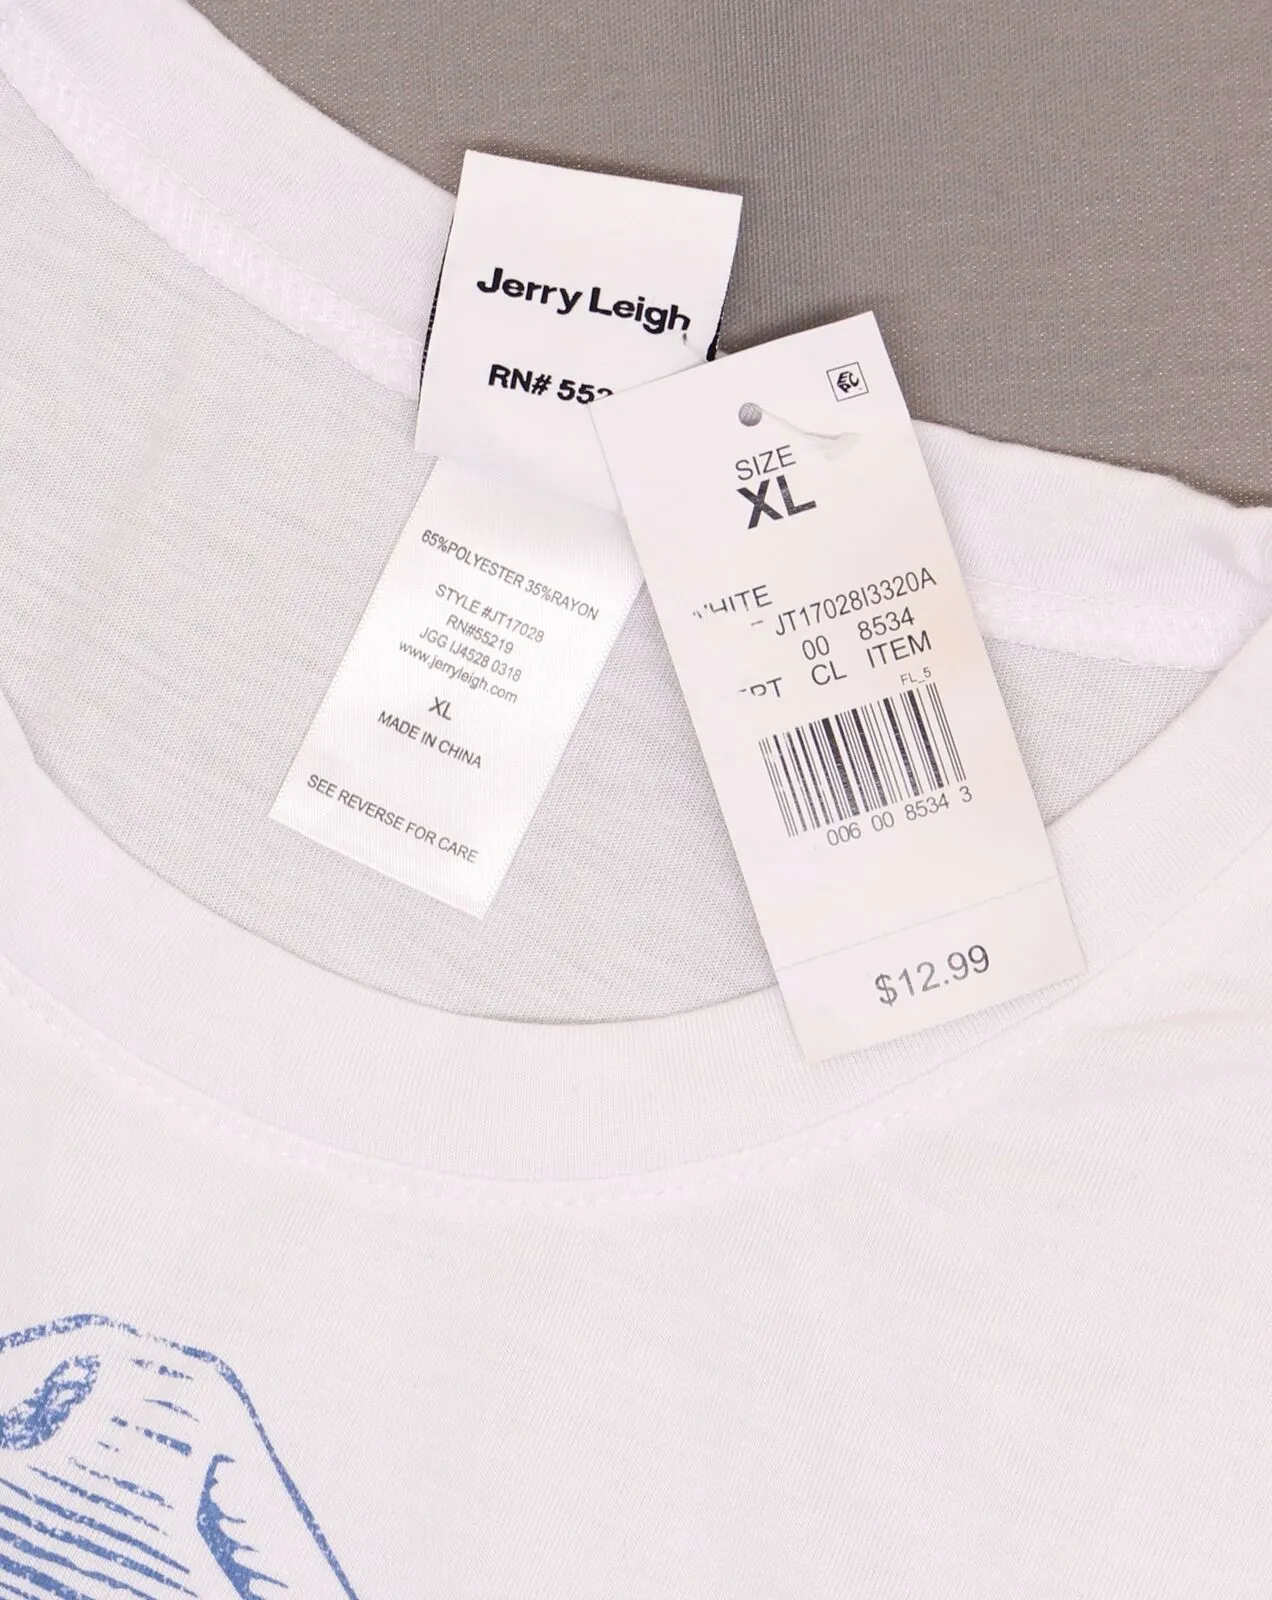 Jerry Leigh
RN# 552
65%POLYESTER 35%RAYON
STYLE #JT17028
RN#55219
JGG IJ4528 0318
www.jerryleigh.com
XL
MADE IN CHINA
SEE REVERSE FOR CARE
SIZE
XL
WHITE
JT17028I3320A
00 8534
CL ITEM
FL_5
006 00 8534 3
$12.99